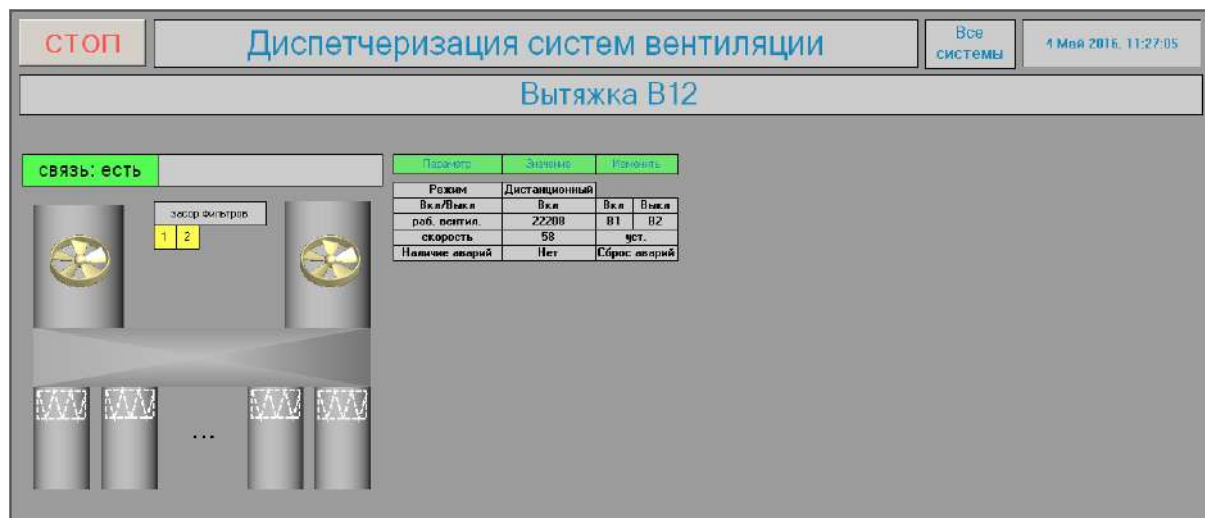 СТОП
Диспетчеризация систем вентиляции
Все
системы
4 Май 2016, 11:27:05
Вытяжка В12
связь: есть
засор фильтров
1 2
Параметр Значение Изменить
Режим Дистанционный
Вкл/Выкл Вкл Вкл Выкл
раб. вентил. 22208 В1 В2
скорость 58 уст.
Наличие аварий Нет Сброс аварий
...